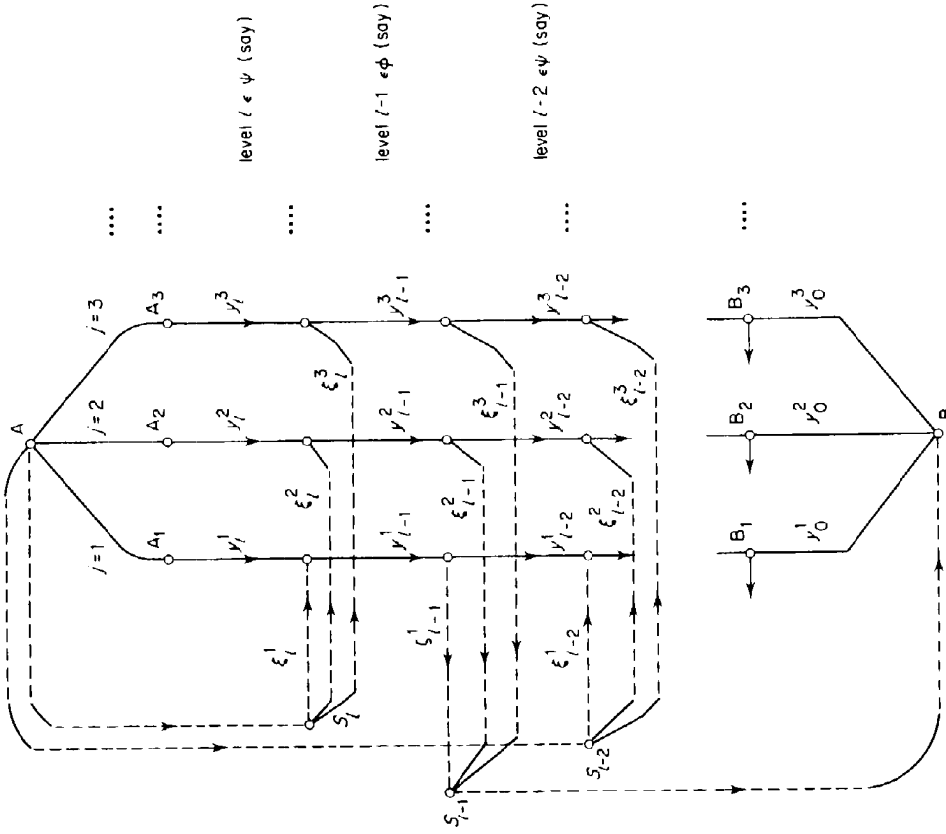 A
j=1 j=2 j=3 ....
A₁ A₂ A₃ ....
y_l^1 y_l^2 y_l^3 level l ϵ ψ (say)
....
ξ_l^1 ξ_l^2 ξ_l^3
S_l
y_{l-1}^1 y_{l-1}^2 y_{l-1}^3 level l-1 ϵϕ (say)
....
ξ_{l-1}^1 ξ_{l-1}^2 ξ_{l-1}^3
S_{l-1}
y_{l-2}^1 y_{l-2}^2 y_{l-2}^3 level l-2 ϵψ (say)
....
ξ_{l-2}^1 ξ_{l-2}^2 ξ_{l-2}^3
S_{l-2}
B₁ B₂ B₃ ....
y_0^1 y_0^2 y_0^3
B